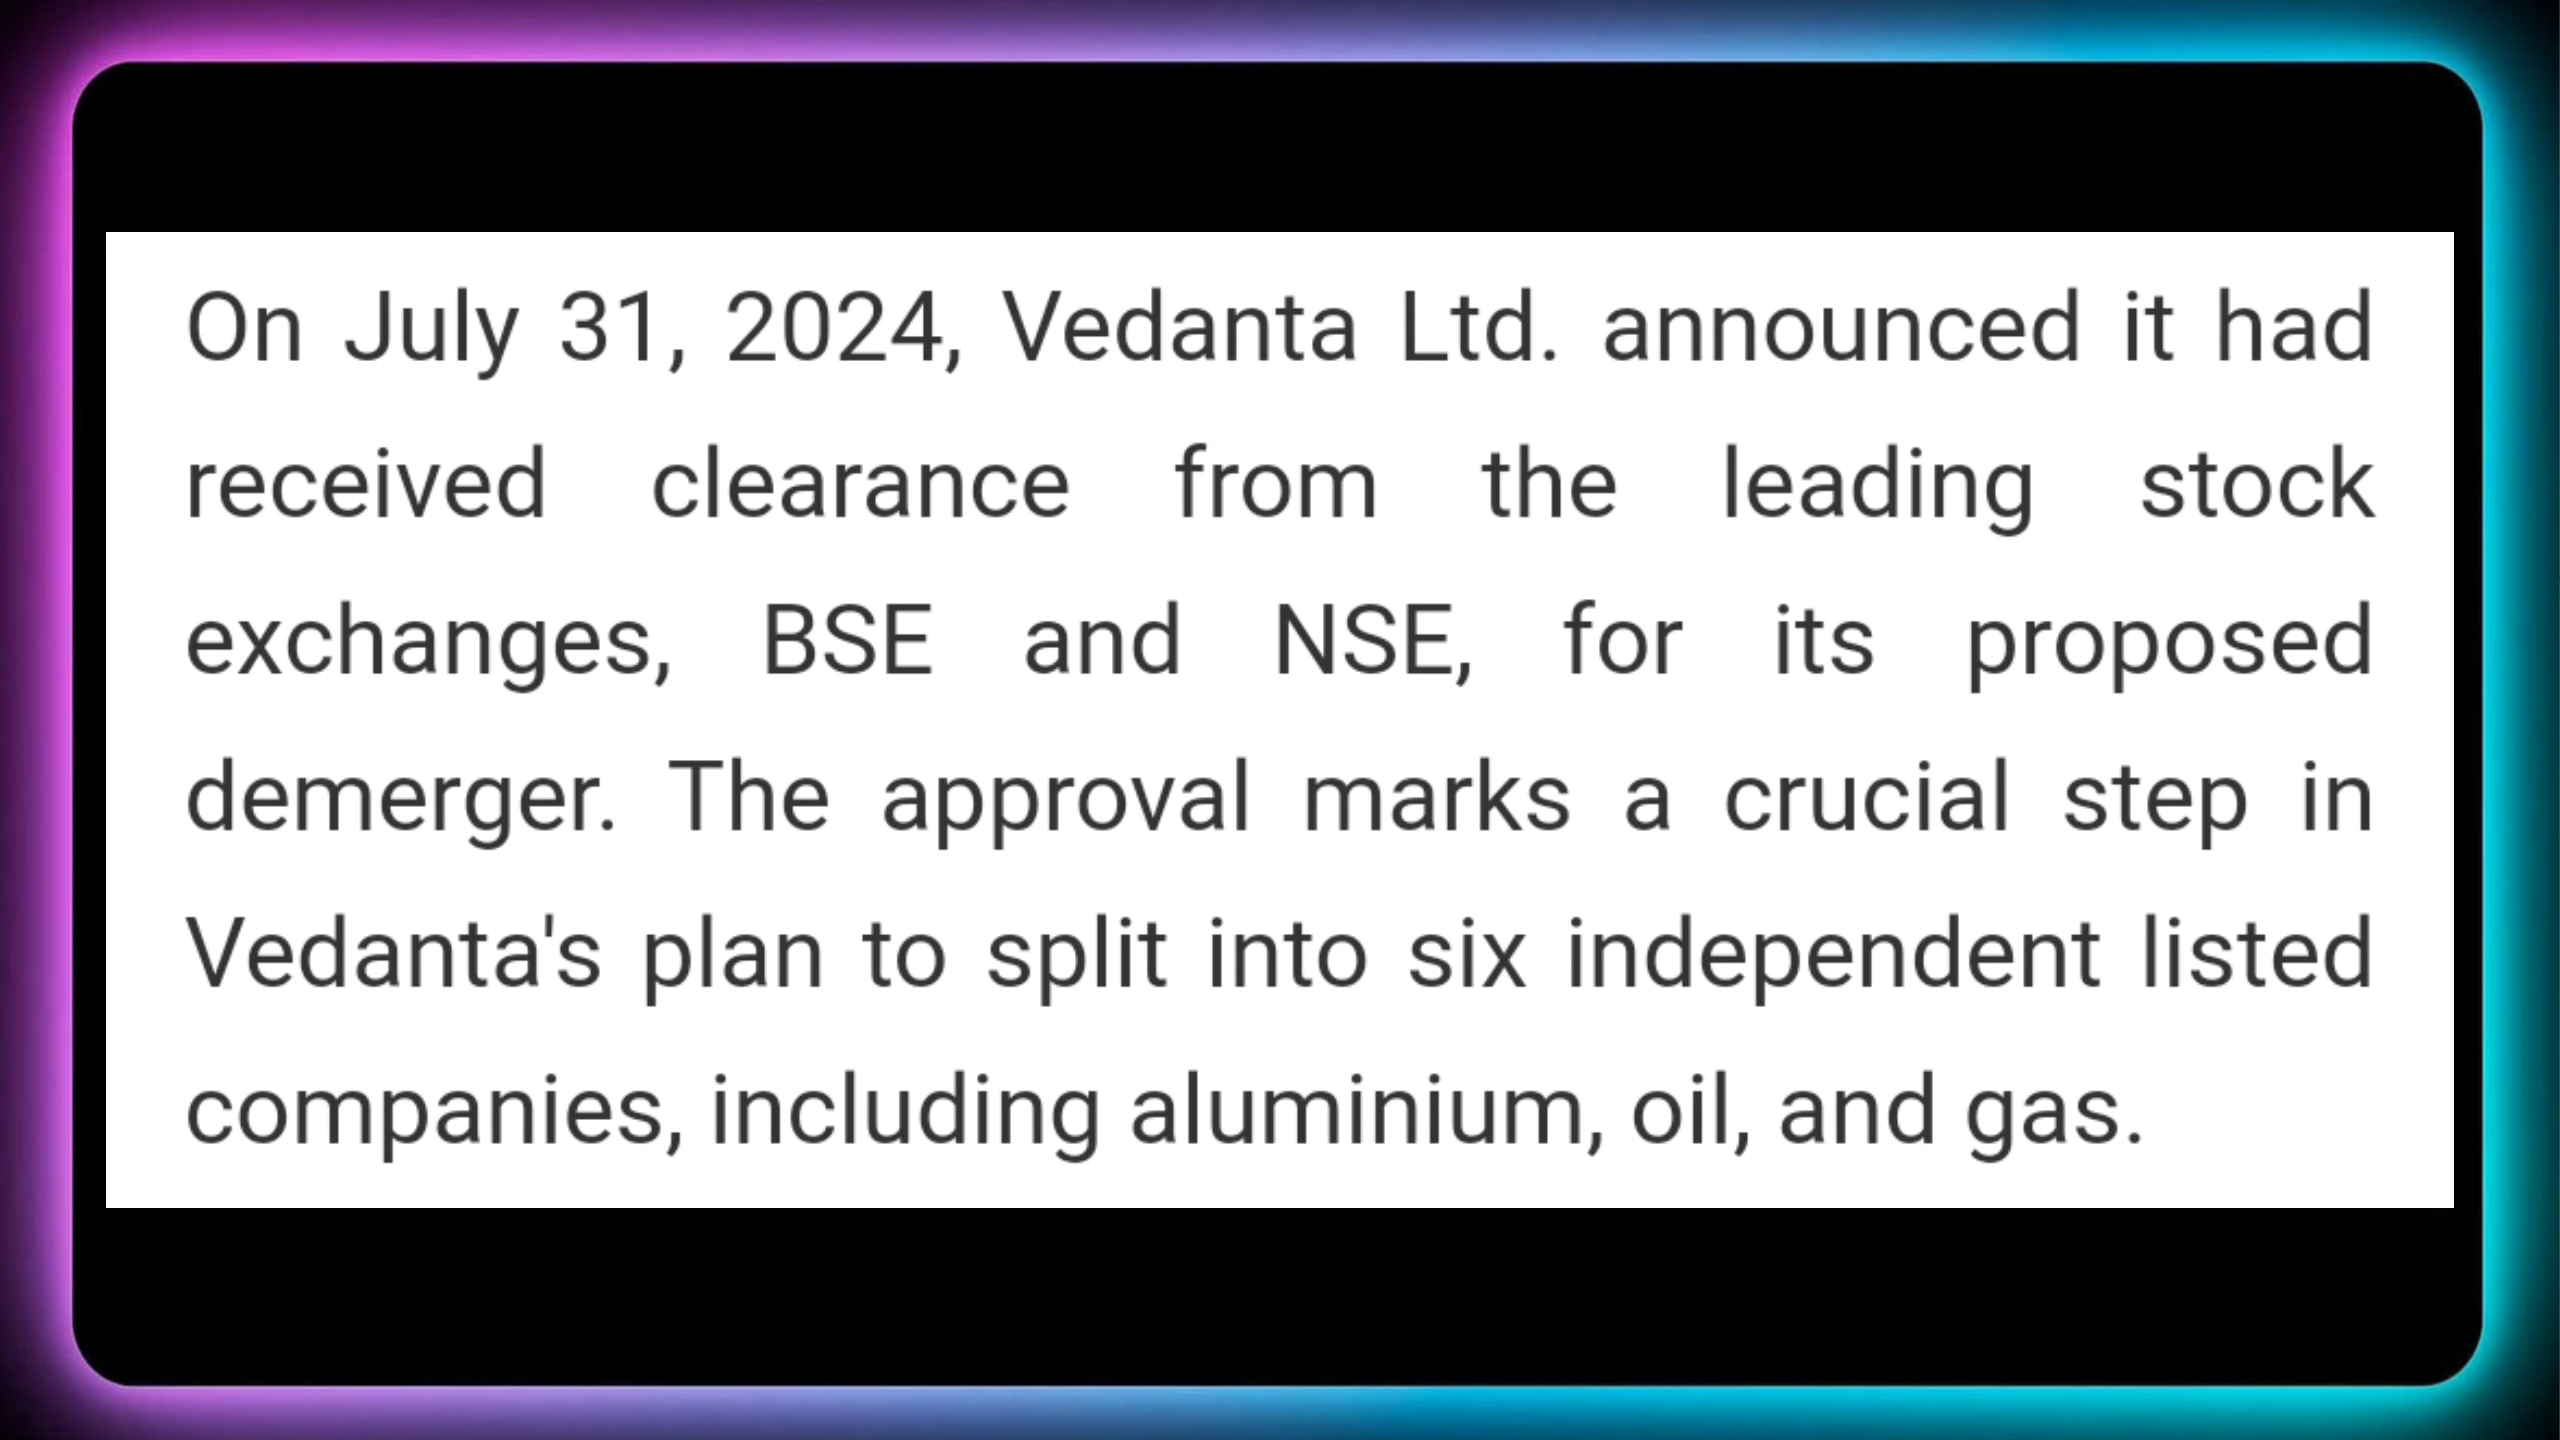 On July 31, 2024, Vedanta Ltd. announced it had
received clearance from the leading stock
exchanges, BSE and NSE, for its proposed
demerger. The approval marks a crucial step in
Vedanta's plan to split into six independent listed
companies, including aluminium, oil, and gas.